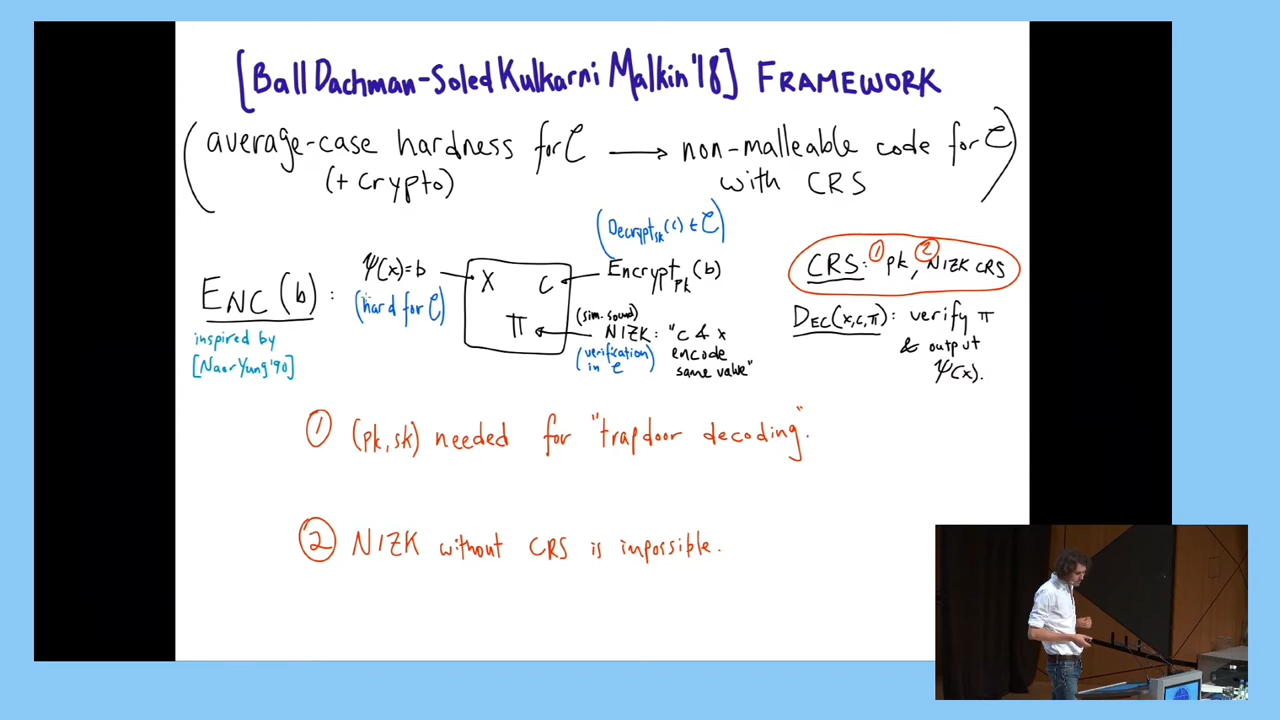 [Ball Dachman-Soled Kulkarni Malkin'18] FRAMEWORK
(average-case hardness for C → non-malleable code for C)
(+ crypto) with CRS
(Decrypt_sk(c) ∈ C)
ENC(b):
inspired by
[NaorYung'90]
Ψ(x)=b
(hard for C)
X C
π
Encrypt_pk(b)
(sim. sound)
NIZK: "c & x
encode
same value"
(verification)
in C
CRS: ① pk, ② NIZK CRS
DEC(x,c,π): verify π
& output
Ψ(x).
① (pk,sk) needed for "trapdoor decoding".
② NIZK without CRS is impossible.